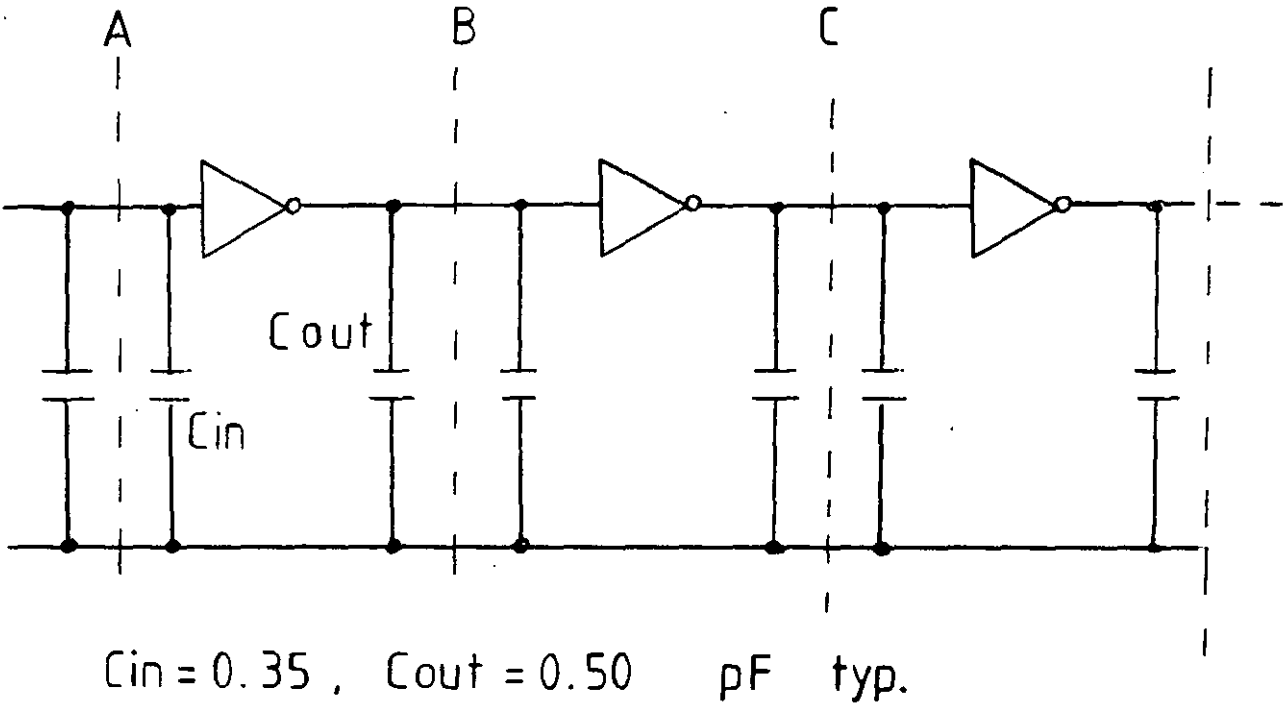 A B C
Cout
Cin
Cin = 0.35 , Cout = 0.50 pF typ.